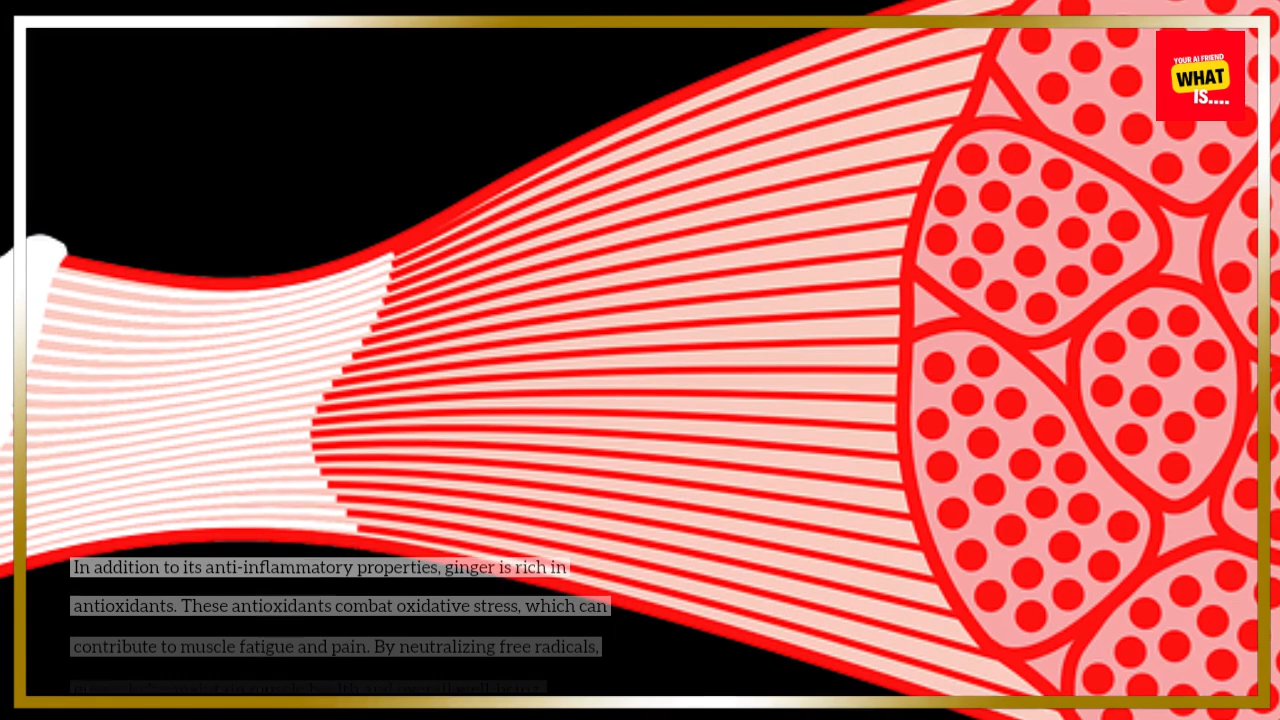 YOUR AI FRIEND
WHAT
IS....
In addition to its anti-inflammatory properties, ginger is rich in
antioxidants. These antioxidants combat oxidative stress, which can
contribute to muscle fatigue and pain. By neutralizing free radicals,